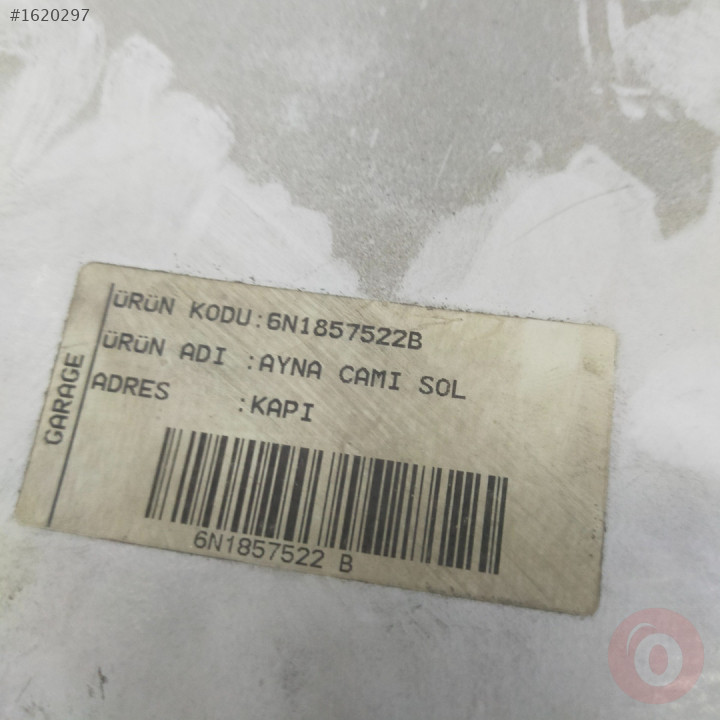 #1620297
ÜRÜN KODU:6N1857522B
ÜRÜN ADI :AYNA CAMI SOL
ADRES :KAPI
GARAGE
6N1857522 B